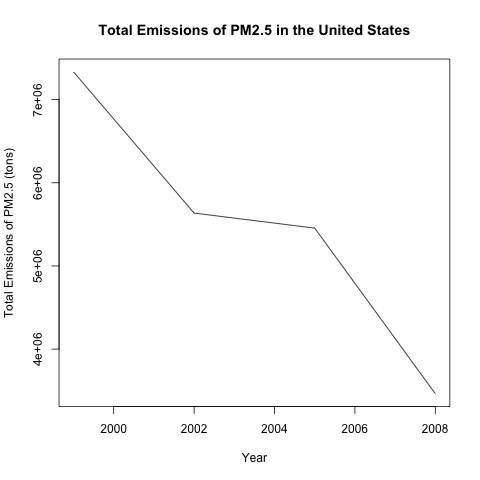 Total Emissions of PM2.5 in the United States
Total Emissions of PM2.5 (tons)
7e+06
6e+06
5e+06
4e+06
2000 2002 2004 2006 2008
Year